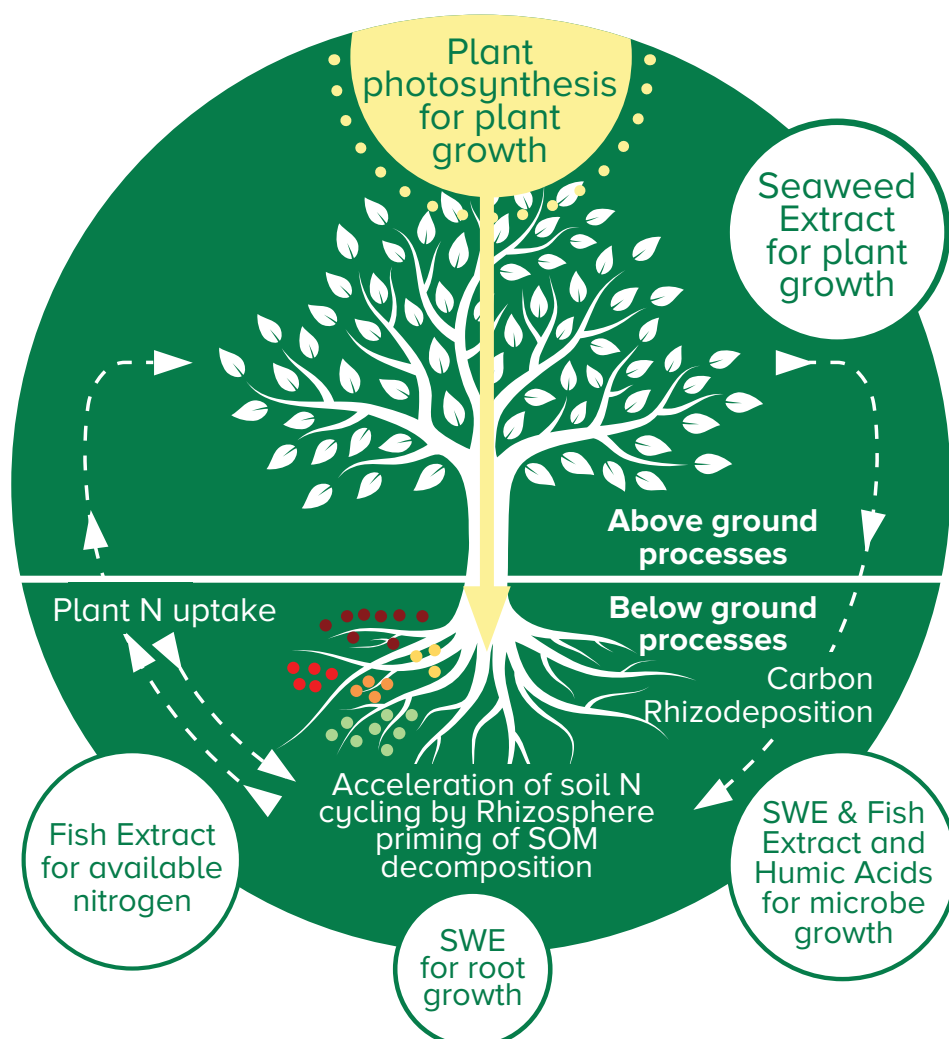 Plant
photosynthesis
for plant
growth
Seaweed
Extract
for plant
growth
Above ground
processes
Below ground
processes
Plant N uptake
Carbon
Rhizodeposition
Acceleration of soil N
cycling by Rhizosphere
priming of SOM
decomposition
Fish Extract
for available
nitrogen
SWE
for root
growth
SWE & Fish
Extract and
Humic Acids
for microbe
growth